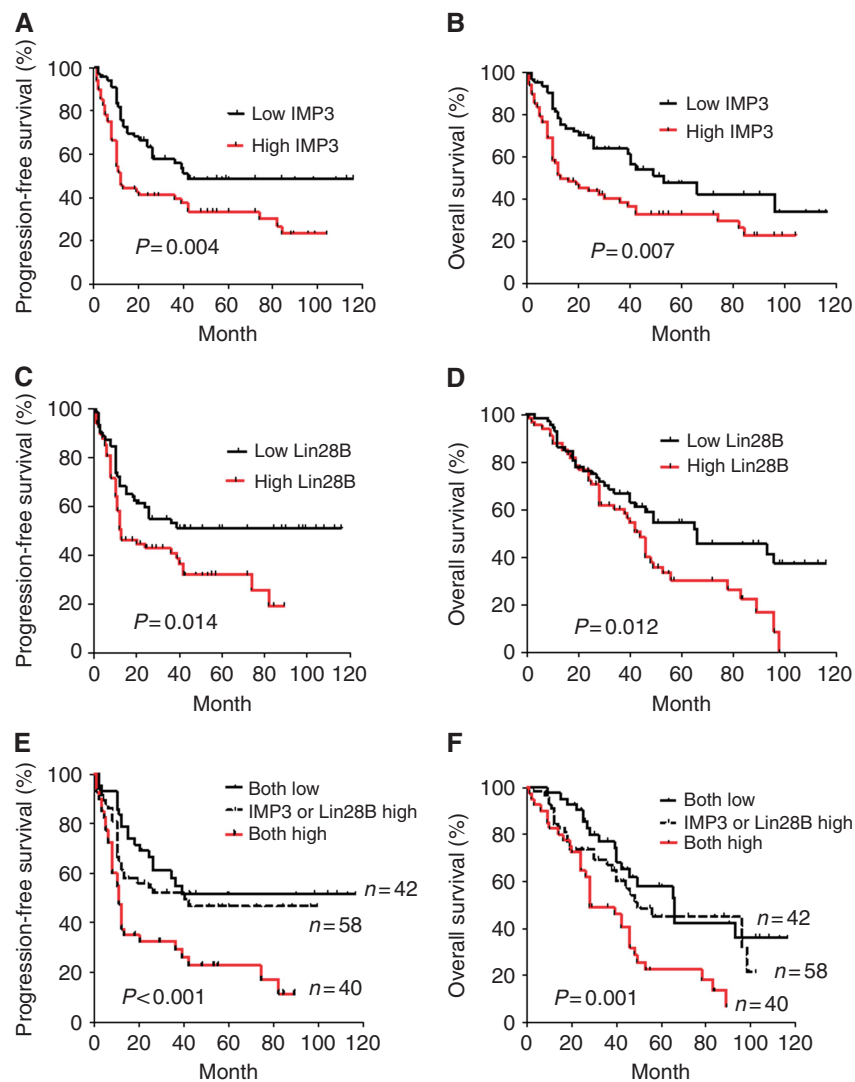 A
Progression-free survival (%)
100
80
60
40
20
0
Low IMP3
High IMP3
P=0.004
0 20 40 60 80 100 120
Month
B
Overall survival (%)
100
80
60
40
20
0
Low IMP3
High IMP3
P=0.007
0 20 40 60 80 100 120
Month
C
Progression-free survival (%)
100
80
60
40
20
0
Low Lin28B
High Lin28B
P=0.014
0 20 40 60 80 100 120
Month
D
Overall survival (%)
100
80
60
40
20
0
Low Lin28B
High Lin28B
P=0.012
0 20 40 60 80 100 120
Month
E
Progression-free survival (%)
100
80
60
40
20
0
Both low
IMP3 or Lin28B high
Both high
n=42
n=58
n=40
P<0.001
0 20 40 60 80 100 120
Month
F
Overall survival (%)
100
80
60
40
20
0
Both low
IMP3 or Lin28B high
Both high
n=42
n=58
n=40
P=0.001
0 20 40 60 80 100 120
Month